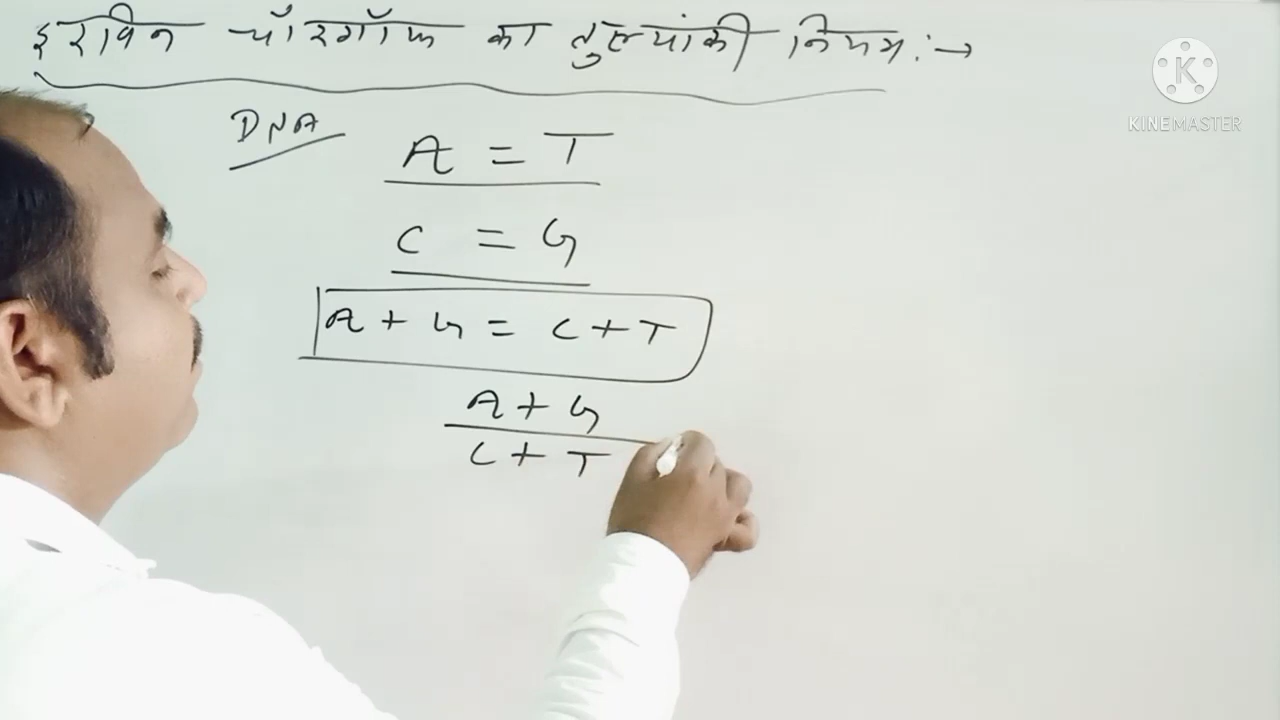 इरविन चॉरगॉफ का तुल्यांकी नियम :→
DNA
A = T
C = G
A + G = C + T
A + G
C + T
K
KINEMASTER